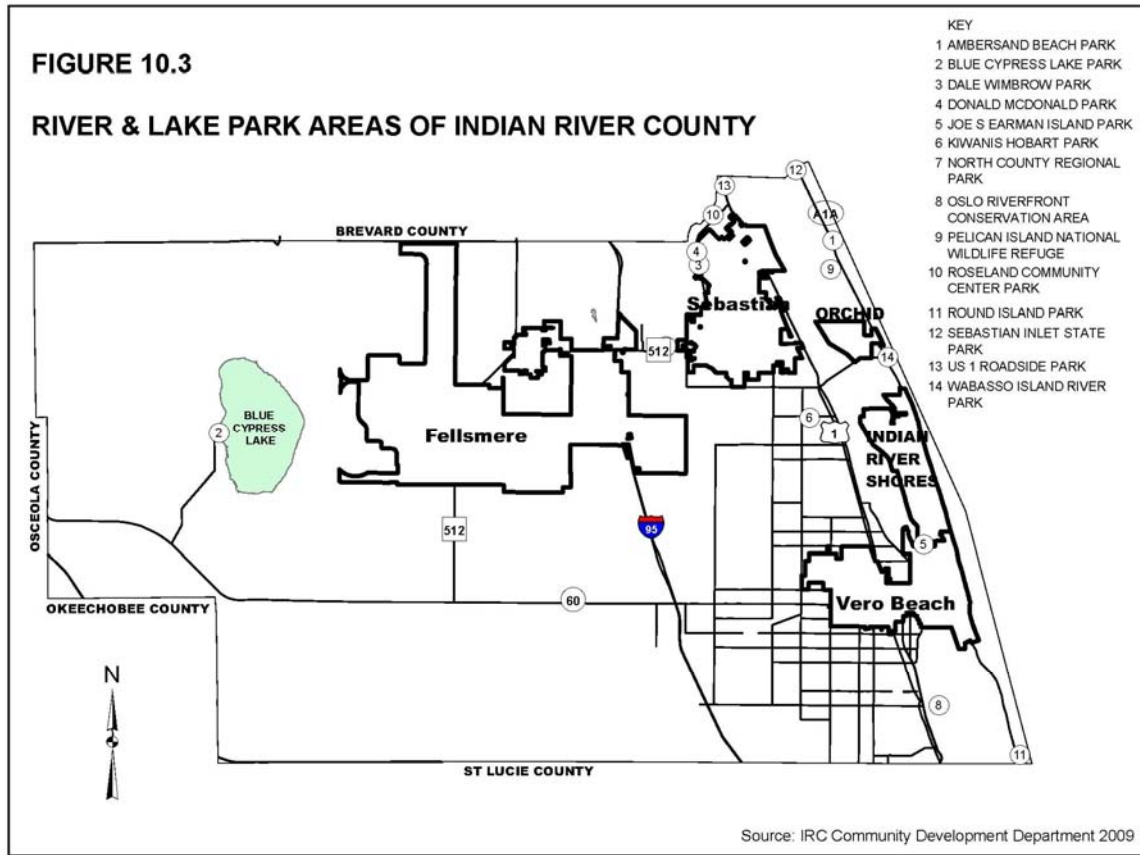 FIGURE 10.3
RIVER & LAKE PARK AREAS OF INDIAN RIVER COUNTY
KEY
1 AMBERSAND BEACH PARK
2 BLUE CYPRESS LAKE PARK
3 DALE WIMBROW PARK
4 DONALD MCDONALD PARK
5 JOE S EARMAN ISLAND PARK
6 KIWANIS HOBART PARK
7 NORTH COUNTY REGIONAL
PARK
8 OSLO RIVERFRONT
CONSERVATION AREA
9 PELICAN ISLAND NATIONAL
WILDLIFE REFUGE
10 ROSELAND COMMUNITY
CENTER PARK
11 ROUND ISLAND PARK
12 SEBASTIAN INLET STATE
PARK
13 US 1 ROADSIDE PARK
14 WABASSO ISLAND RIVER
PARK
12
13
10
A1A
BREVARD COUNTY
1
4
3
9
Sebastian
ORCHID
512
14
BLUE
CYPRESS
LAKE
2
Fellsmere
6
1
INDIAN
RIVER
SHORES
OSCEOLA COUNTY
512
95
5
60
OKEECHOBEE COUNTY
Vero Beach
N
8
11
ST LUCIE COUNTY
Source: IRC Community Development Department 2009